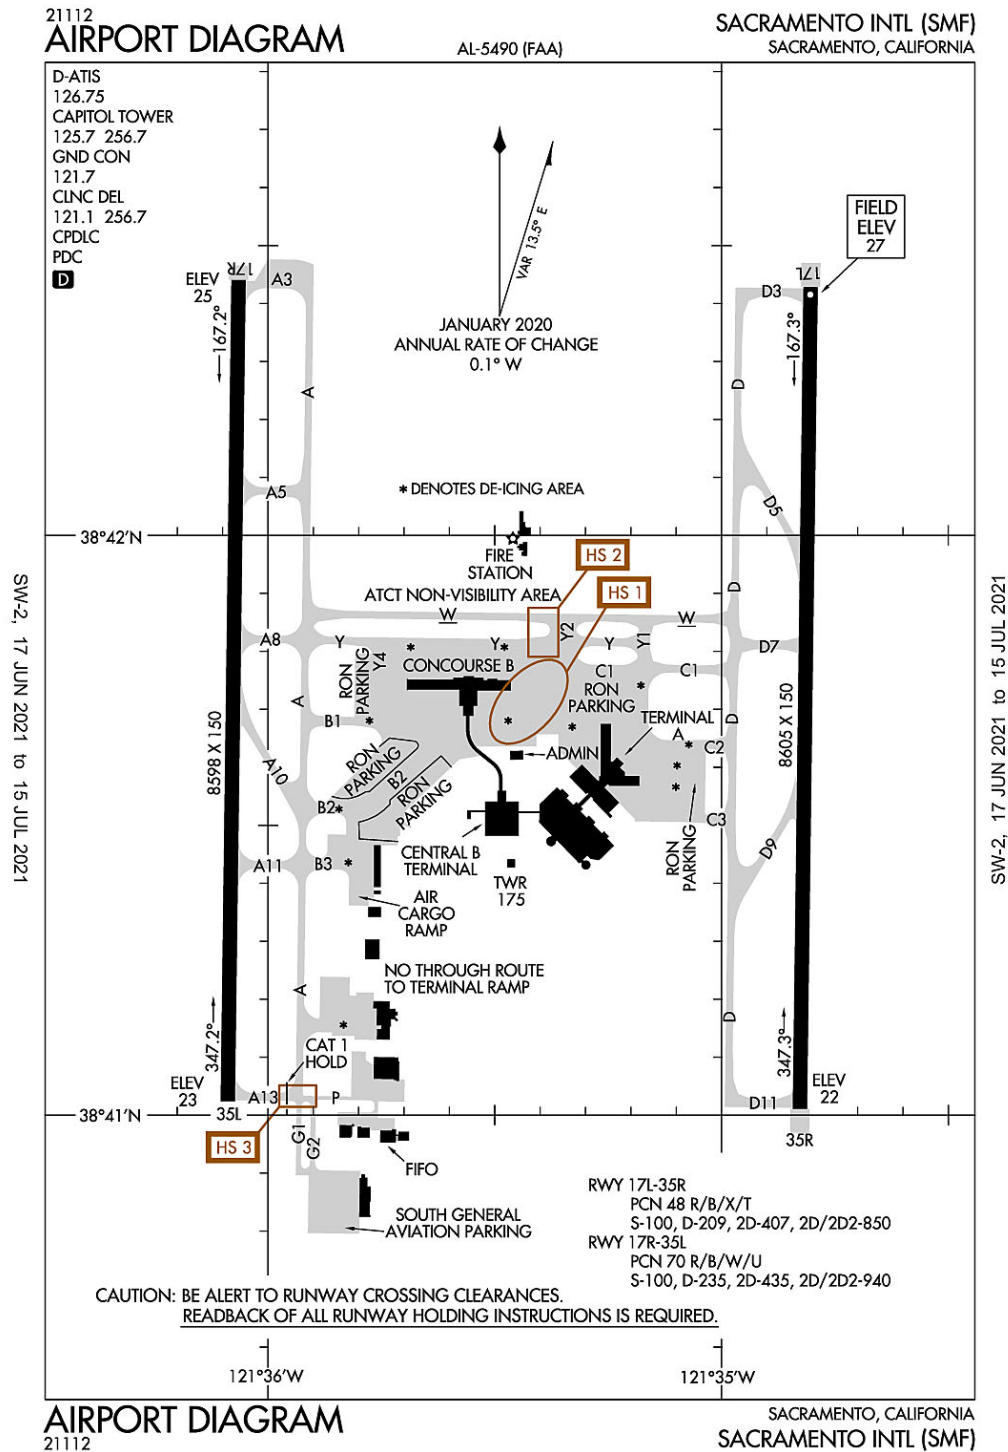 21112
AIRPORT DIAGRAM
AL-5490 (FAA)
SACRAMENTO INTL (SMF)
SACRAMENTO, CALIFORNIA
D-ATIS
126.75
CAPITOL TOWER
125.7 256.7
GND CON
121.7
CLNC DEL
121.1 256.7
CPDLC
PDC
D
VAR 13.5° E
JANUARY 2020
ANNUAL RATE OF CHANGE
0.1° W
FIELD
ELEV
27
ELEV
25
17R
A3
167.2°
A
17L
D3
167.3°
D
A5
D5
* DENOTES DE-ICING AREA
38°42'N
FIRE
STATION
HS 2
HS 1
D
ATCT NON-VISIBILITY AREA
W
W
A8
Y
Y4
Y
Y2
Y
Y1
D7
RON
PARKING
CONCOURSE B
C1
RON
PARKING
C1
A
B1
TERMINAL
A
D
C2
8598 X 150
8605 X 150
ADMIN
A10
RON
PARKING
B2
RON
PARKING
B2
C3
RON
PARKING
D9
A11
B3
CENTRAL B
TERMINAL
TWR
175
AIR
CARGO
RAMP
NO THROUGH ROUTE
TO TERMINAL RAMP
A
D
347.2°
347.3°
CAT 1
HOLD
ELEV
23
A13
P
35L
38°41'N
D11
ELEV
22
35R
HS 3
G1
G2
FIFO
SOUTH GENERAL
AVIATION PARKING
RWY 17L-35R
PCN 48 R/B/X/T
S-100, D-209, 2D-407, 2D/2D2-850
RWY 17R-35L
PCN 70 R/B/W/U
S-100, D-235, 2D-435, 2D/2D2-940
CAUTION: BE ALERT TO RUNWAY CROSSING CLEARANCES.
READBACK OF ALL RUNWAY HOLDING INSTRUCTIONS IS REQUIRED.
121°36'W
121°35'W
SW-2, 17 JUN 2021 to 15 JUL 2021
SW-2, 17 JUN 2021 to 15 JUL 2021
AIRPORT DIAGRAM
21112
SACRAMENTO, CALIFORNIA
SACRAMENTO INTL (SMF)